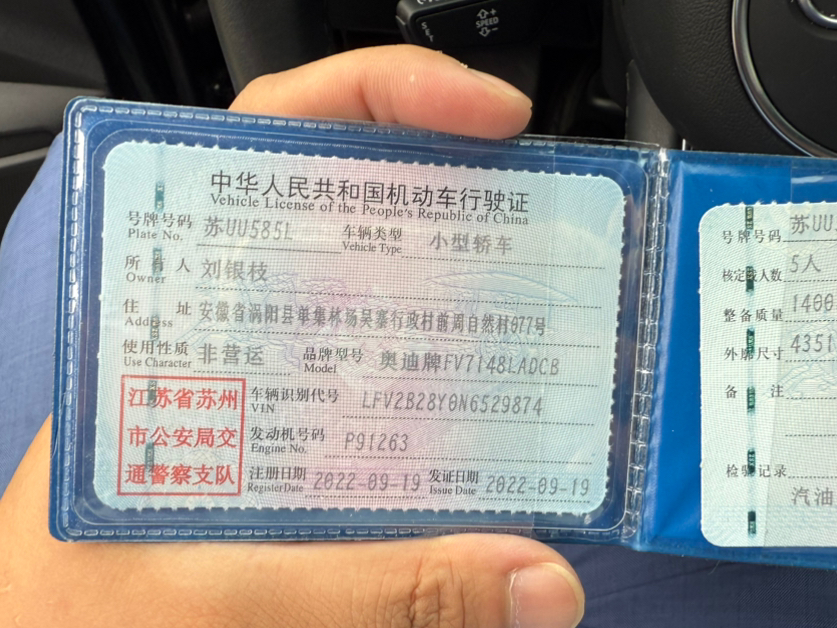 SET
SPEED
中华人民共和国机动车行驶证
Vehicle License of the People's Republic of China
号牌号码 苏UU585L 车辆类型 小型轿车
Plate No. Vehicle Type
所有人 刘银枝
Owner
住址 安徽省涡阳县单集林场吴寨行政村前周自然村077号
Address
使用性质 非营运 品牌型号 奥迪牌FV7148LADCB
Use Character Model
江苏省苏州
市公安局交
通警察支队
车辆识别代号 LFV2B28Y0N6529874
VIN
发动机号码 P91263
Engine No.
注册日期 2022-09-19 发证日期 2022-09-19
Register Date Issue Date
号牌号码 苏UU
核定载人数 5人
整备质量 1400
外廓尺寸 4351
备注
检验记录
汽油